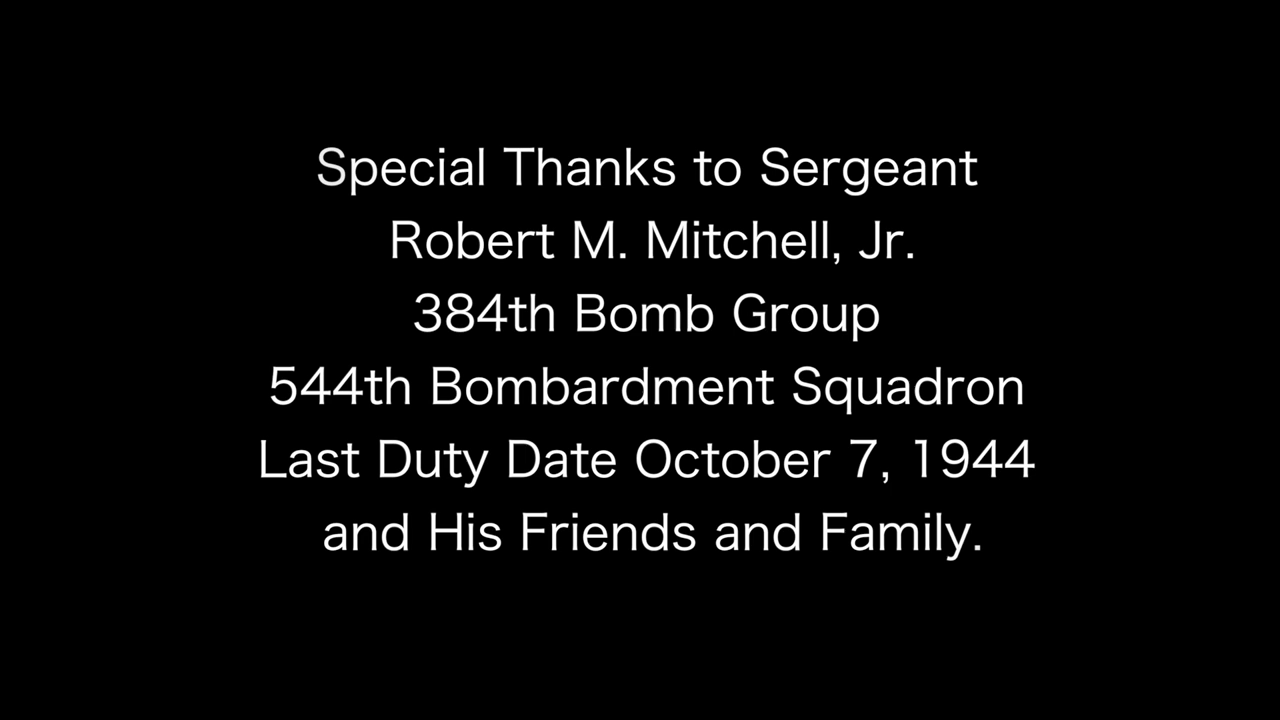 Special Thanks to Sergeant
Robert M. Mitchell, Jr.
384th Bomb Group
544th Bombardment Squadron
Last Duty Date October 7, 1944
and His Friends and Family.